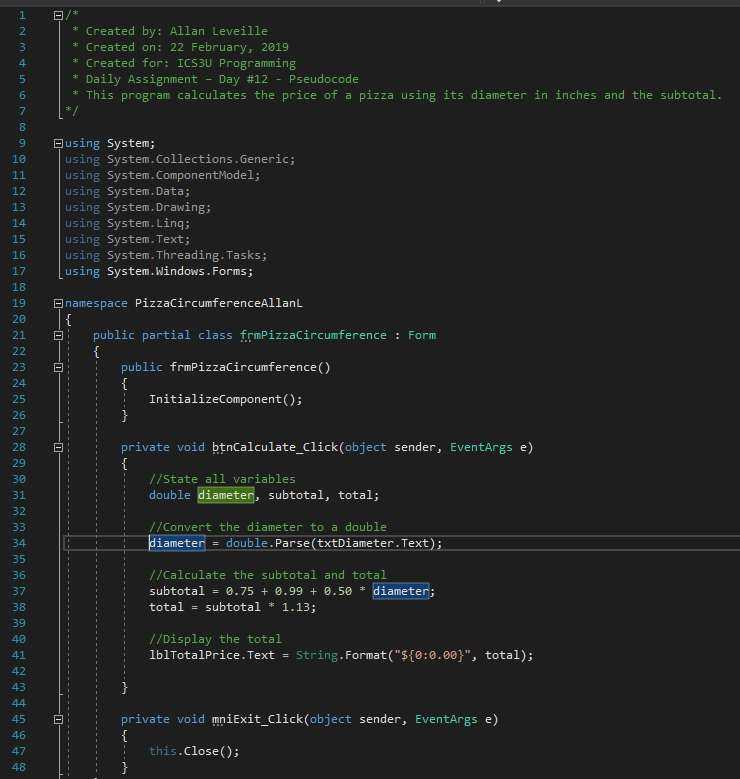 1 /*
2 * Created by: Allan Leveille
3 * Created on: 22 February, 2019
4 * Created for: ICS3U Programming
5 * Daily Assignment – Day #12 - Pseudocode
6 * This program calculates the price of a pizza using its diameter in inches and the subtotal.
7 */
8
9 using System;
10 using System.Collections.Generic;
11 using System.ComponentModel;
12 using System.Data;
13 using System.Drawing;
14 using System.Linq;
15 using System.Text;
16 using System.Threading.Tasks;
17 using System.Windows.Forms;
18
19 namespace PizzaCircumferenceAllanL
20 {
21 public partial class frmPizzaCircumference : Form
22 {
23 public frmPizzaCircumference()
24 {
25 InitializeComponent();
26 }
27
28 private void btnCalculate_Click(object sender, EventArgs e)
29 {
30 //State all variables
31 double diameter, subtotal, total;
32
33 //Convert the diameter to a double
34 diameter = double.Parse(txtDiameter.Text);
35
36 //Calculate the subtotal and total
37 subtotal = 0.75 + 0.99 + 0.50 * diameter;
38 total = subtotal * 1.13;
39
40 //Display the total
41 lblTotalPrice.Text = String.Format("${0:0.00}", total);
42
43 }
44
45 private void mniExit_Click(object sender, EventArgs e)
46 {
47 this.Close();
48 }